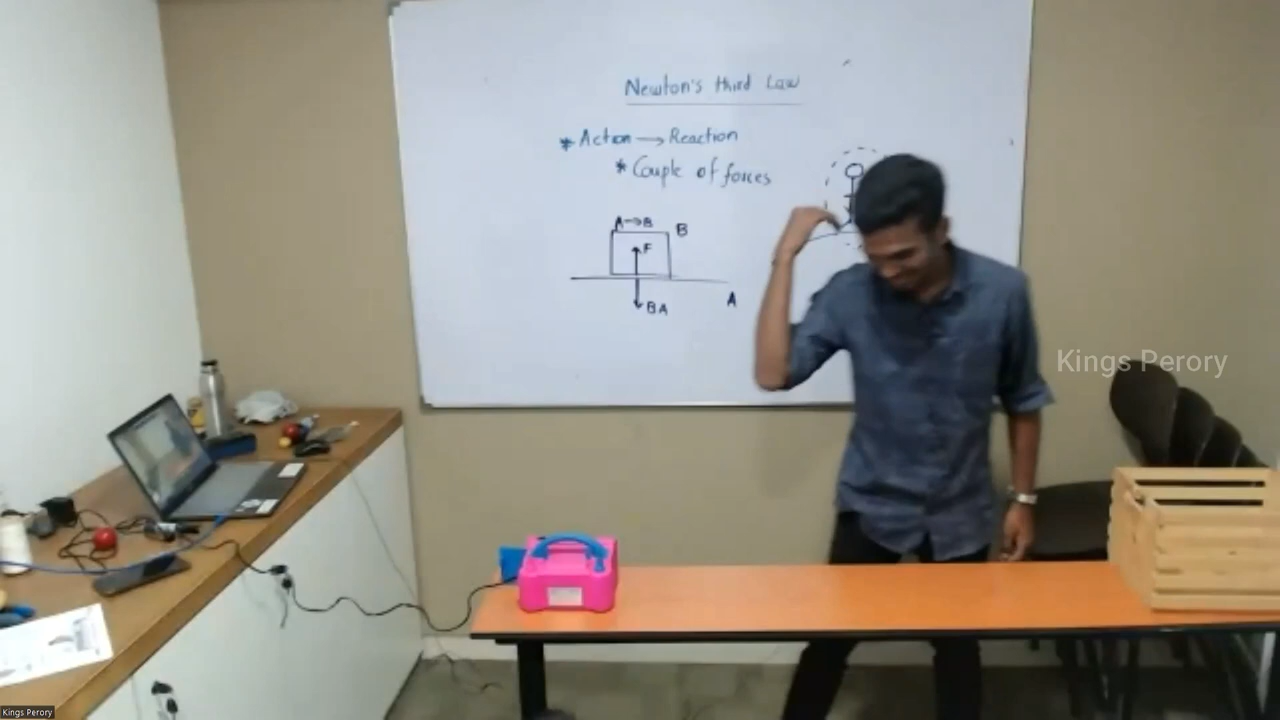 Newton's third Law
* Action → Reaction
* Couple of forces
A→B
B
F
A
BA
Kings Perory
Kings Perory